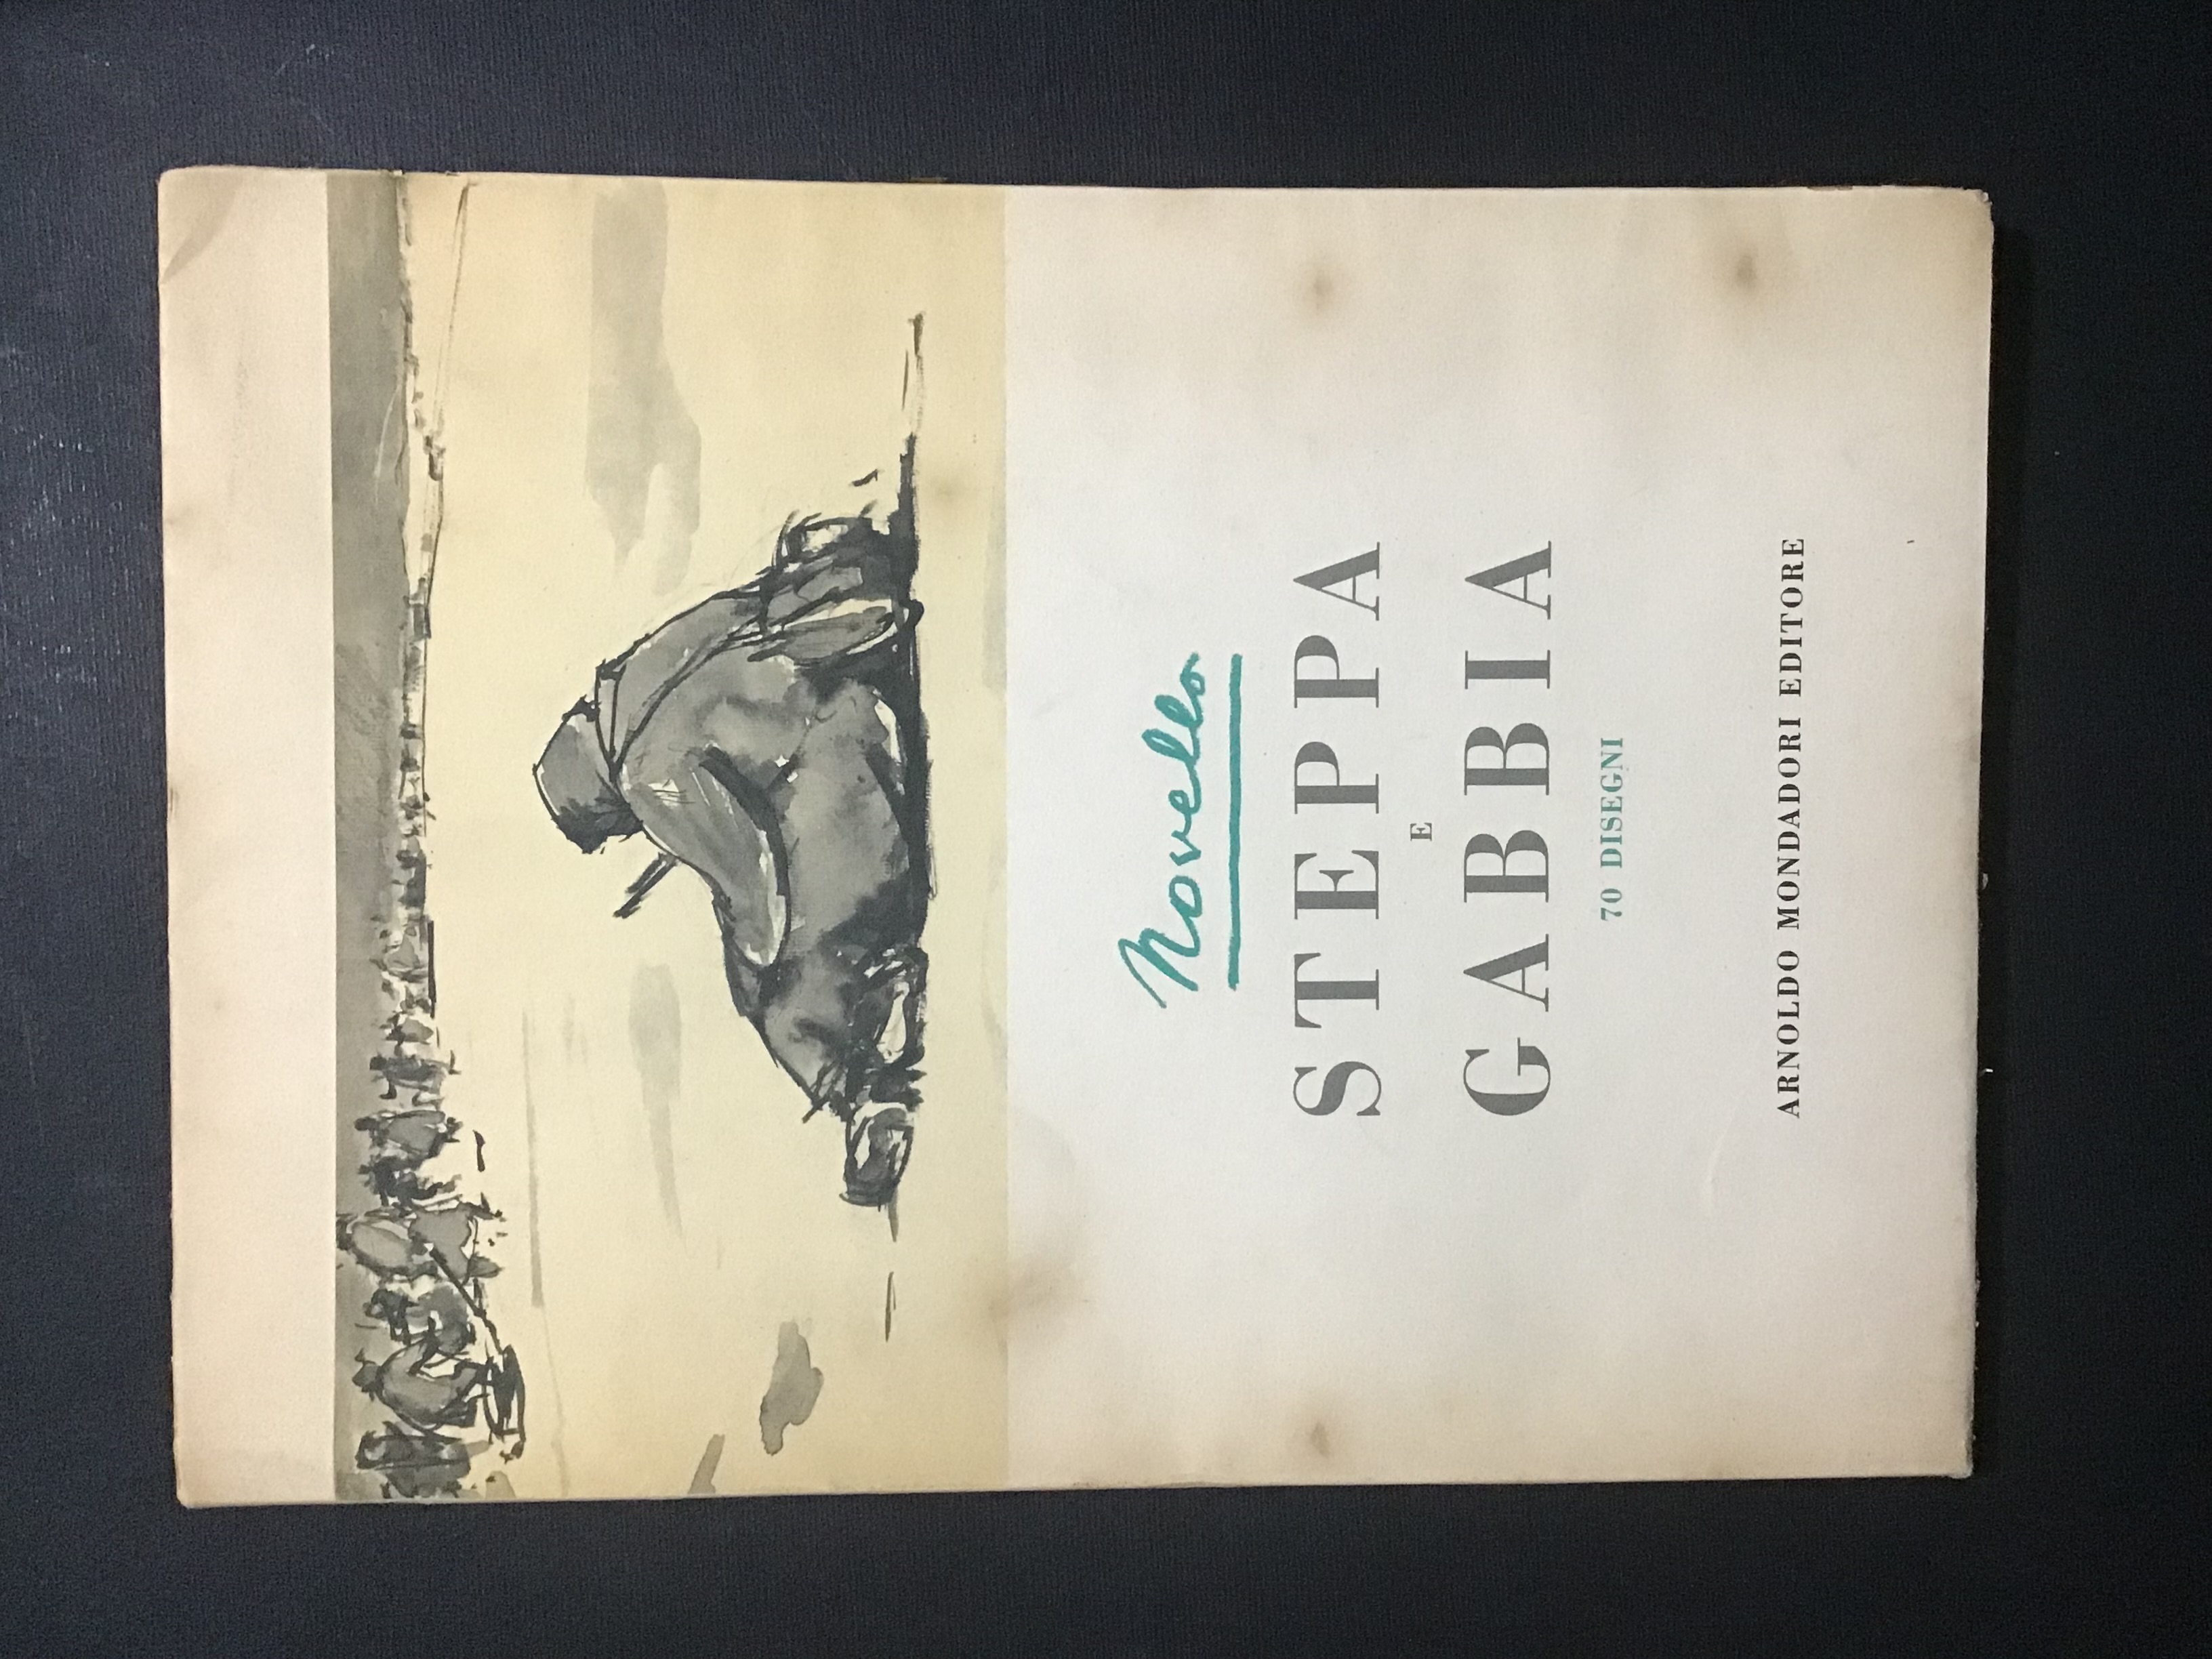 Novello
STEPPA
E
GABBIA
70 DISEGNI
ARNOLDO MONDADORI EDITORE